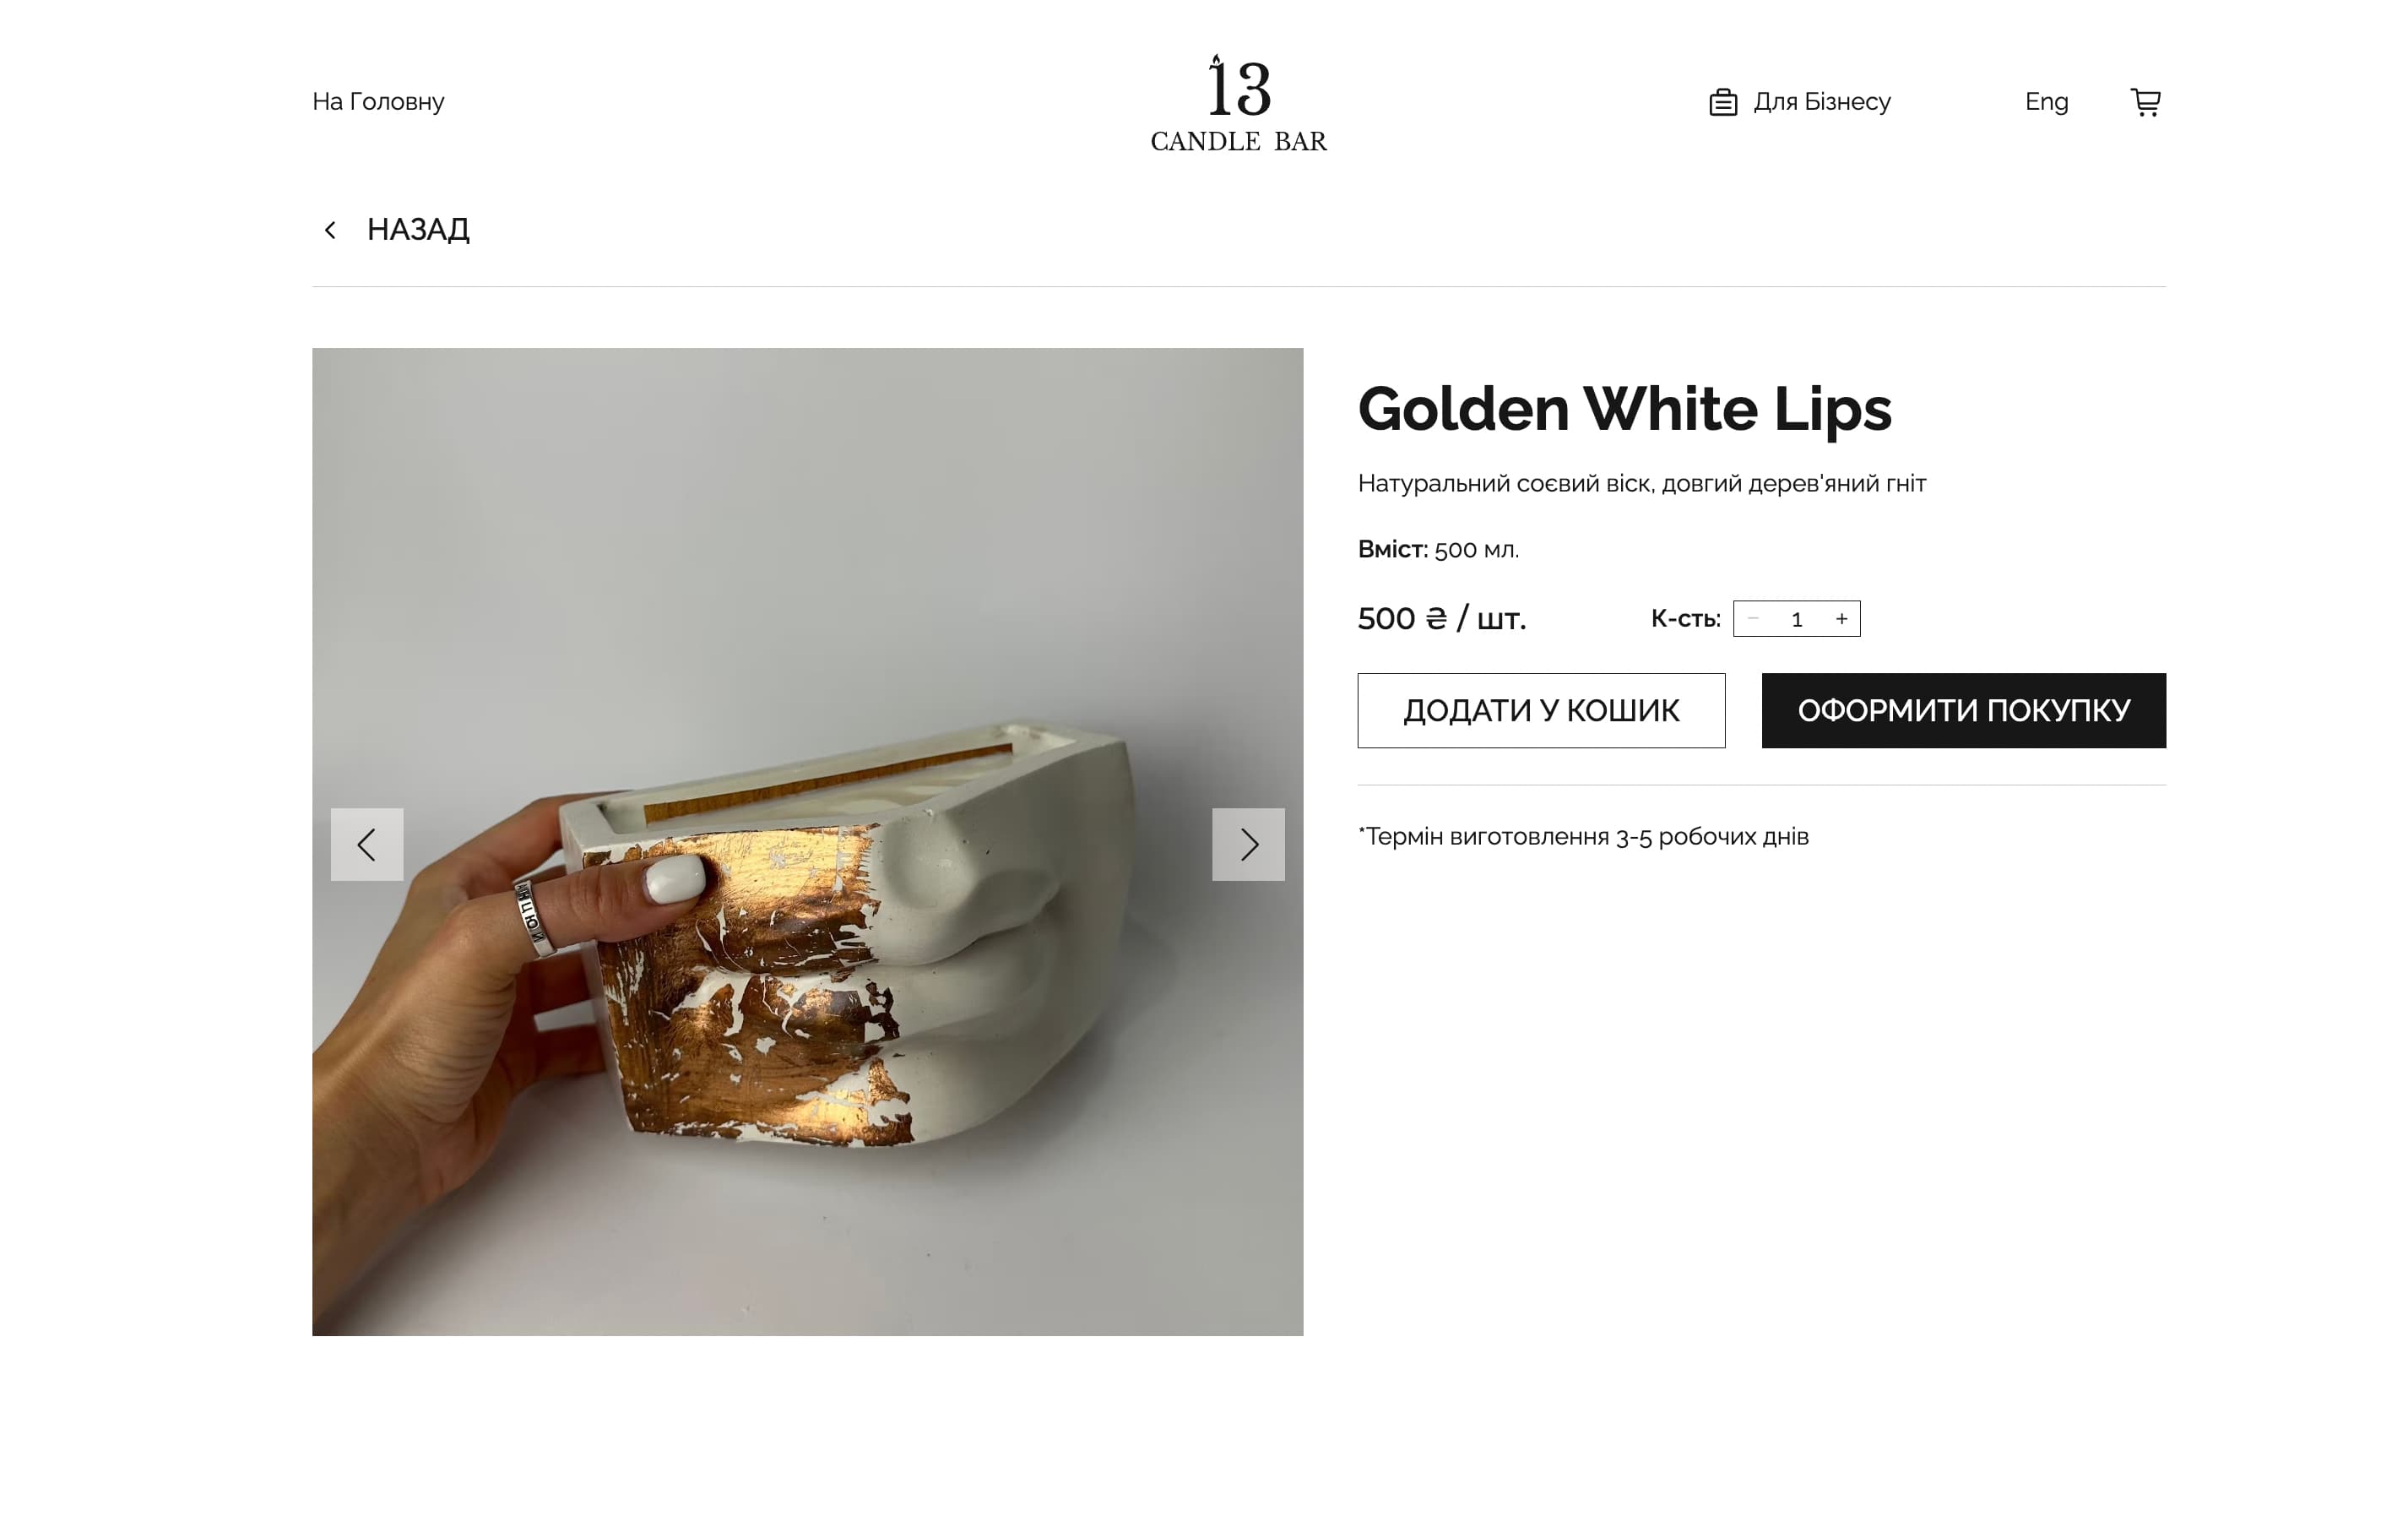 На Головну
13
CANDLE BAR
Для Бізнесу
Eng
НАЗАД
Golden White Lips
Натуральний соєвий віск, довгий дерев'яний гніт
Вміст: 500 мл.
500 ₴ / шт.
К-сть: − 1 +
ДОДАТИ У КОШИК
ОФОРМИТИ ПОКУПКУ
*Термін виготовлення 3-5 робочих днів